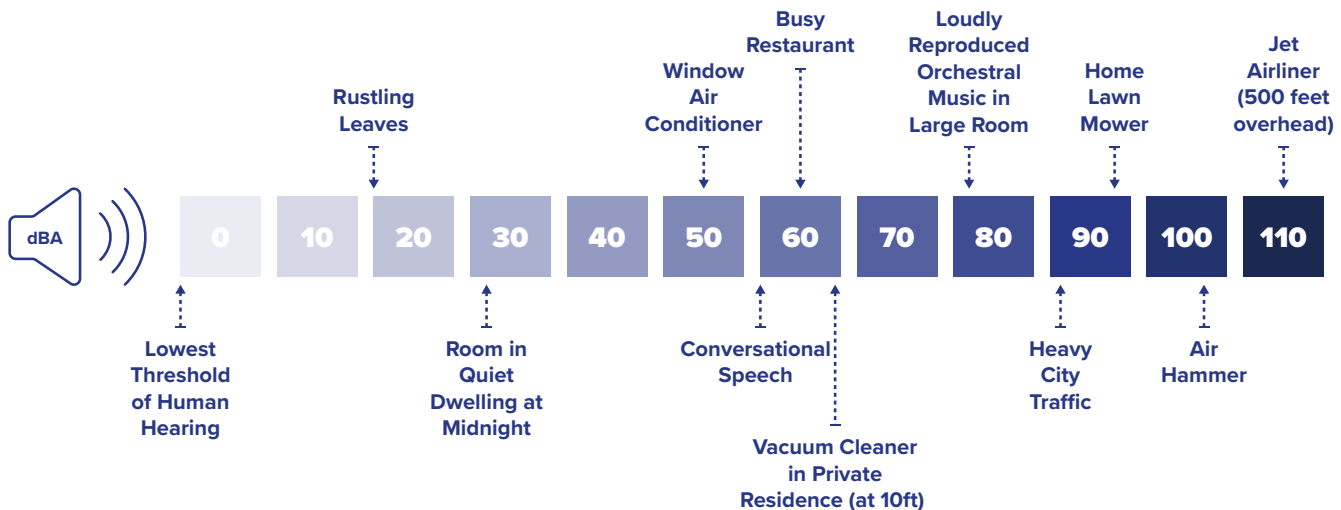 Rustling
Leaves
Window
Air
Conditioner
Busy
Restaurant
Loudly
Reproduced
Orchestral
Music in
Large Room
Home
Lawn
Mower
Jet
Airliner
(500 feet
overhead)
dBA
0
10
20
30
40
50
60
70
80
90
100
110
Lowest
Threshold
of Human
Hearing
Room in
Quiet
Dwelling at
Midnight
Conversational
Speech
Vacuum Cleaner
in Private
Residence (at 10ft)
Heavy
City
Traffic
Air
Hammer